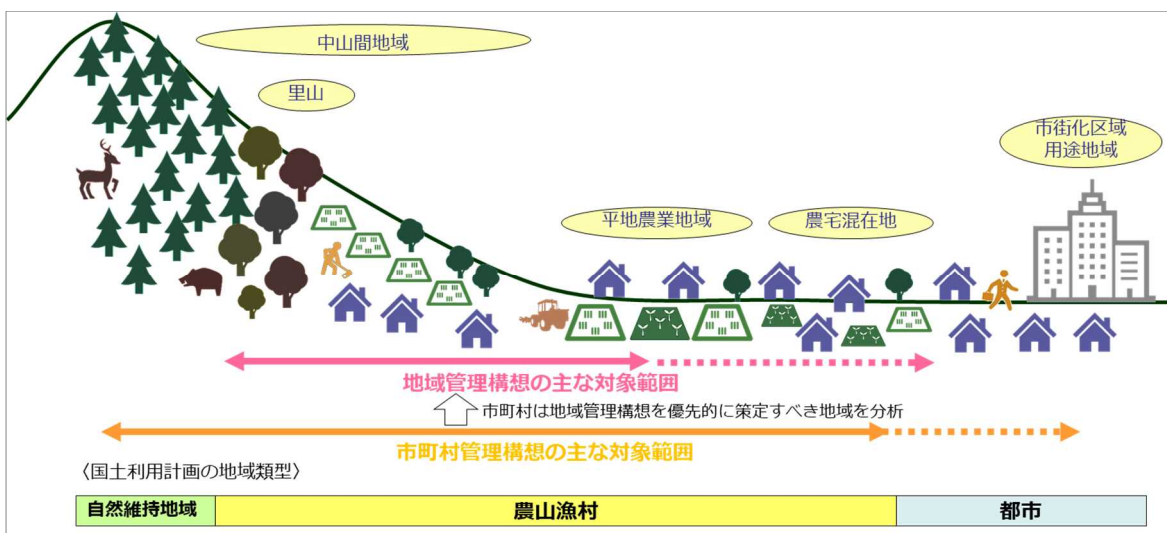 中山間地域
里山
市街化区域
用途地域
平地農業地域
農宅混在地
地域管理構想の主な対象範囲
市町村は地域管理構想を優先的に策定すべき地域を分析
市町村管理構想の主な対象範囲
〈国土利用計画の地域類型〉
自然維持地域
農山漁村
都市